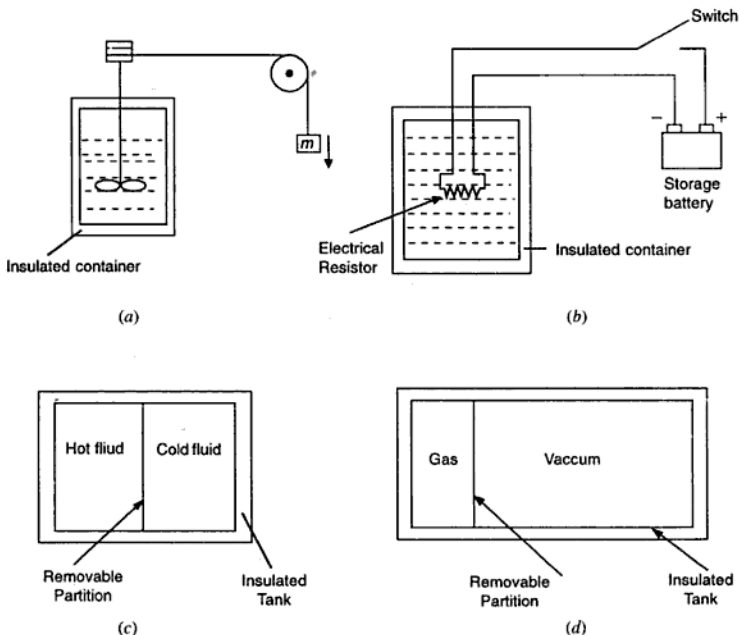 Switch
m
− +
Storage
battery
Insulated container
Electrical
Resistor
Insulated container
(a)
(b)
Hot fliud
Cold fluid
Gas
Vaccum
Removable
Partition
Insulated
Tank
Removable
Partition
Insulated
Tank
(c)
(d)